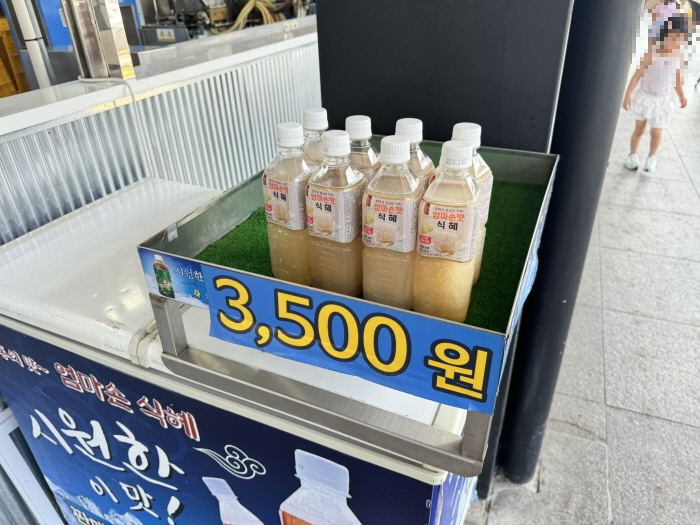 엄마손맛
식혜
엄마손맛
식혜
엄마손맛
식혜
엄마손맛
식혜
시원한
3,500 원
의 맛~
엄마손 식혜
시원한
이 맛!